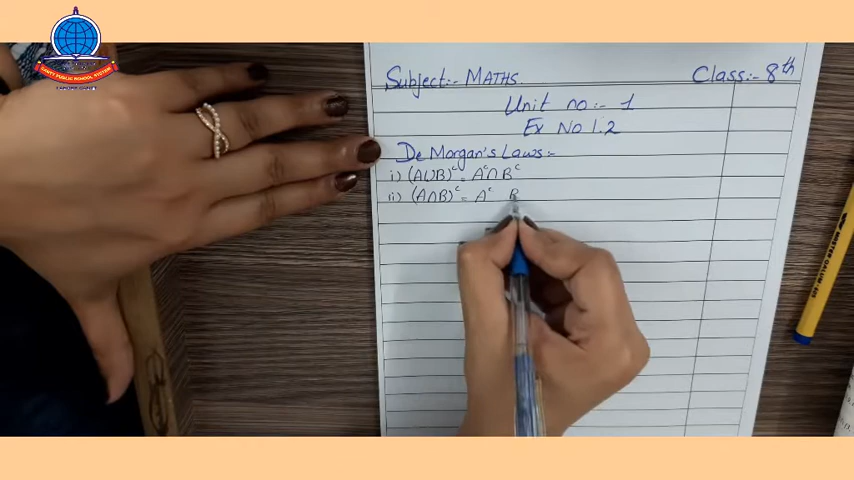 Subject:- MATHS
Class:- 8th
Unit no:- 1
Ex No 1.2
De Morgan's Laws:-
i) (A∪B)ᶜ = Aᶜ∩Bᶜ
ii) (A∩B)ᶜ = Aᶜ B